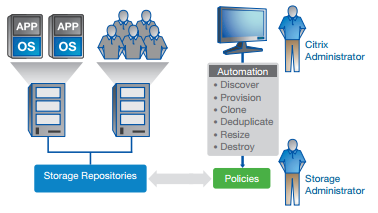 APP
OS
APP
OS
Citrix
Administrator
Automation
• Discover
• Provision
• Clone
• Deduplicate
• Resize
• Destroy
Storage Repositories
Policies
Storage
Administrator